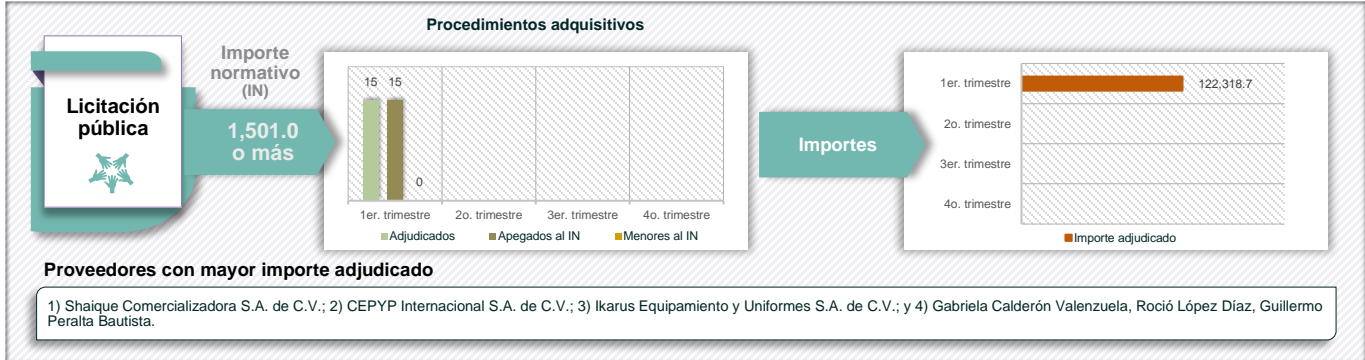 Procedimientos adquisitivos
Licitación
pública
Importe
normativo
(IN)
1,501.0
o más
15 15
0
1er. trimestre 2o. trimestre 3er. trimestre 4o. trimestre
Adjudicados Apegados al IN Menores al IN
Importes
1er. trimestre 122,318.7
2o. trimestre
3er. trimestre
4o. trimestre
Importe adjudicado
Proveedores con mayor importe adjudicado
1) Shaique Comercializadora S.A. de C.V.; 2) CEPYP Internacional S.A. de C.V.; 3) Ikarus Equipamiento y Uniformes S.A. de C.V.; y 4) Gabriela Calderón Valenzuela, Roció López Díaz, Guillermo
Peralta Bautista.